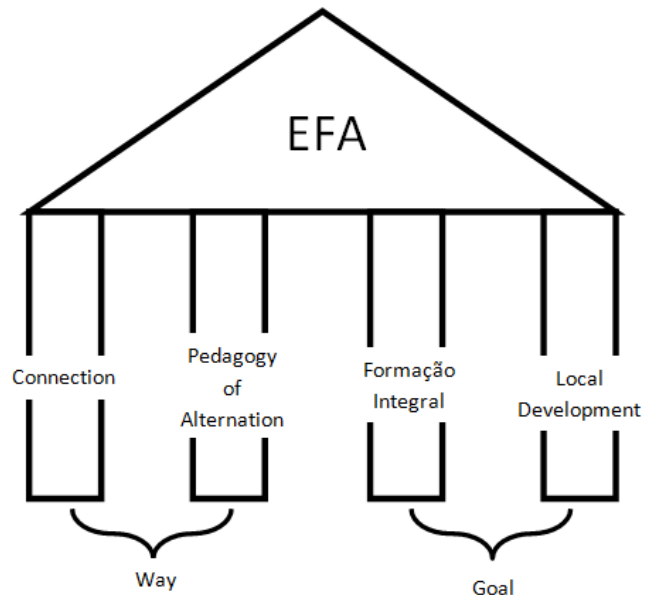 EFA
Connection
Pedagogy
of
Alternation
Formação
Integral
Local
Development
Way
Goal